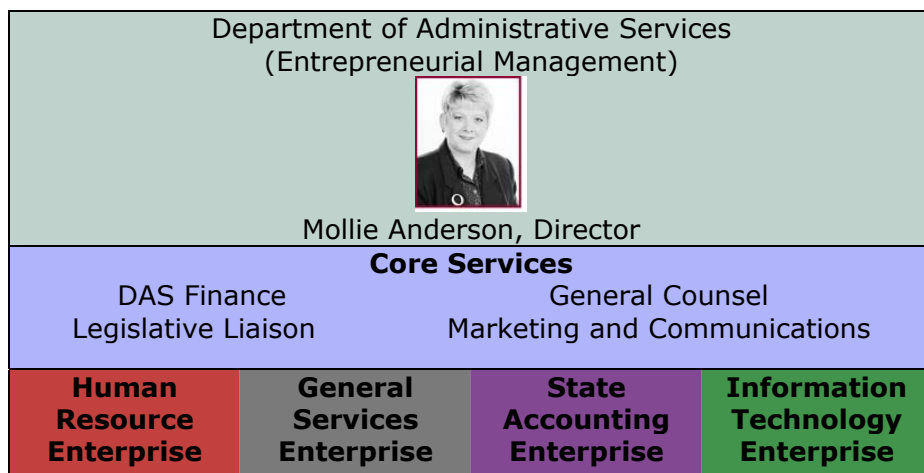 Department of Administrative Services
(Entrepreneurial Management)
Mollie Anderson, Director
Core Services
DAS Finance
General Counsel
Legislative Liaison
Marketing and Communications
Human
Resource
Enterprise
General
Services
Enterprise
State
Accounting
Enterprise
Information
Technology
Enterprise